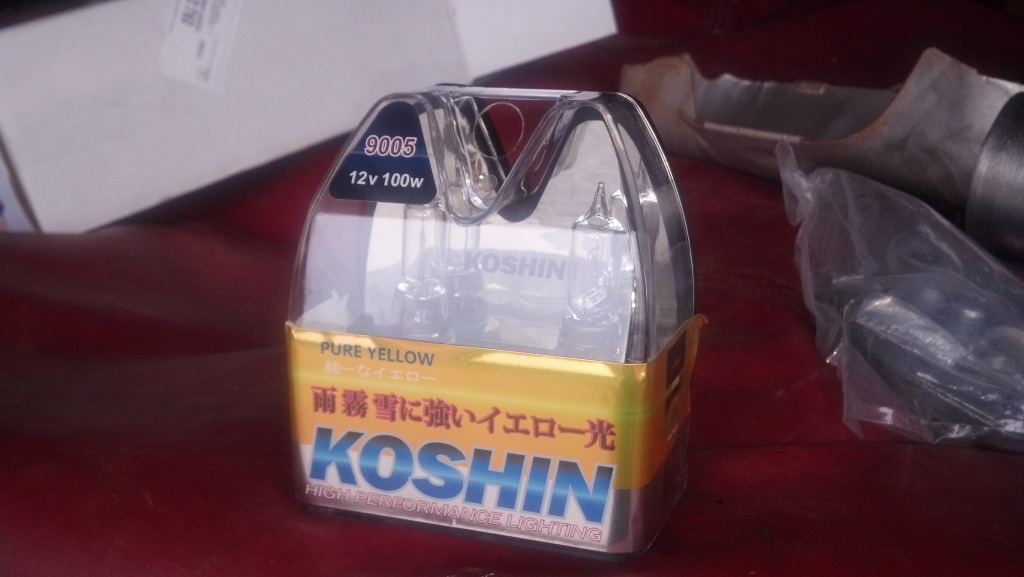 9005
12v 100w
KOSHIN
PURE YELLOW
純一なイエロー
雨 霧 雪に強いイエロー光
KOSHIN
HIGH PERFORMANCE LIGHTING